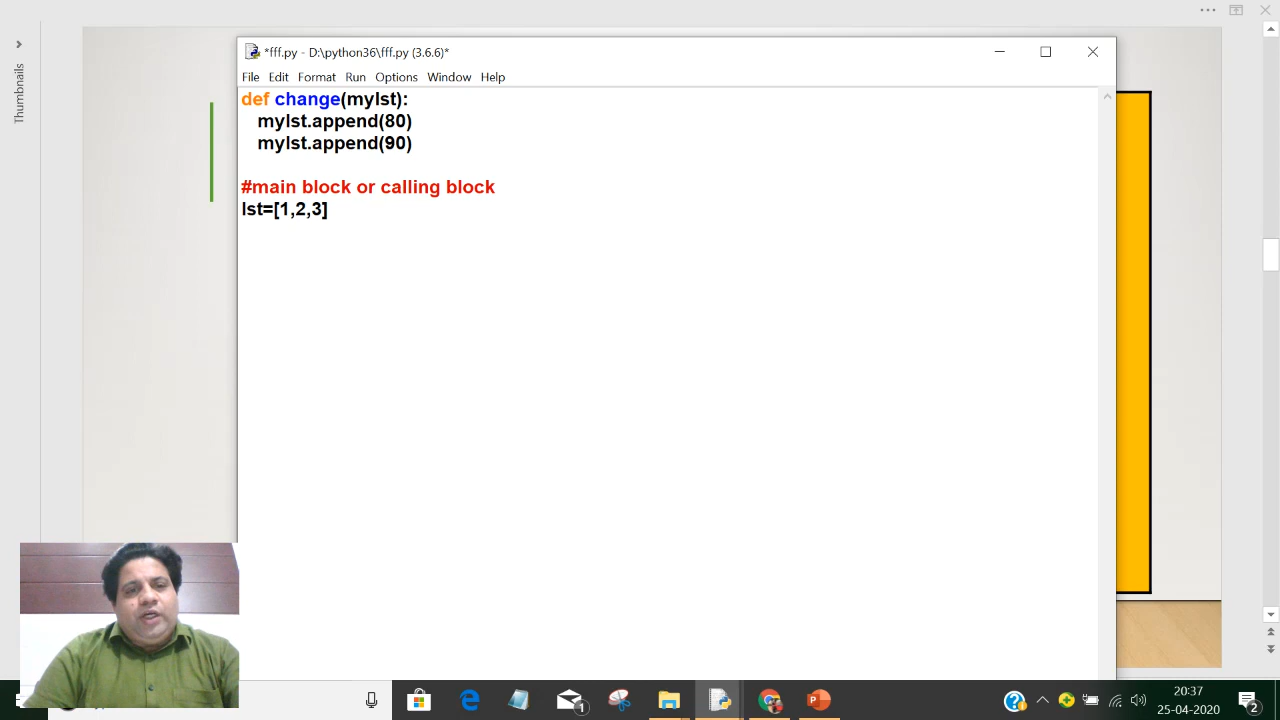 Thumbnails
*fff.py - D:\python36\fff.py (3.6.6)*
File Edit Format Run Options Window Help
def change(mylst):
mylst.append(80)
mylst.append(90)
#main block or calling block
lst=[1,2,3]
1
20:37
25-04-2020
2